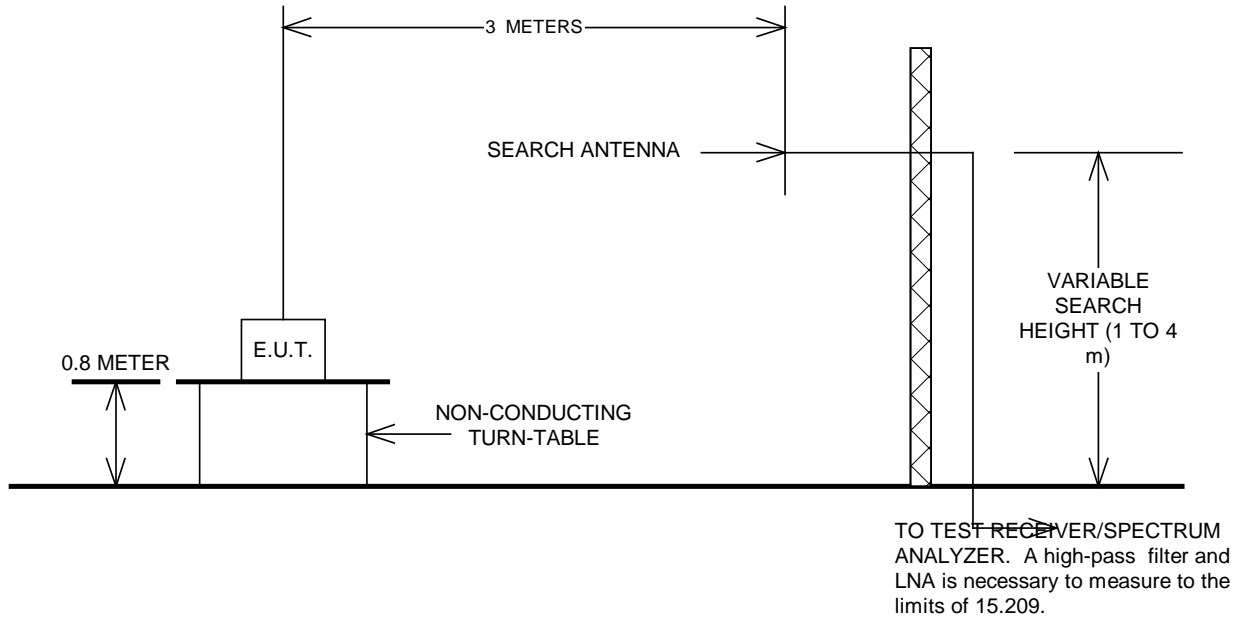 3 METERS
SEARCH ANTENNA
VARIABLE
SEARCH
HEIGHT (1 TO 4
m)
E.U.T.
0.8 METER
NON-CONDUCTING
TURN-TABLE
TO TEST RECEIVER/SPECTRUM
ANALYZER. A high-pass filter and
LNA is necessary to measure to the
limits of 15.209.